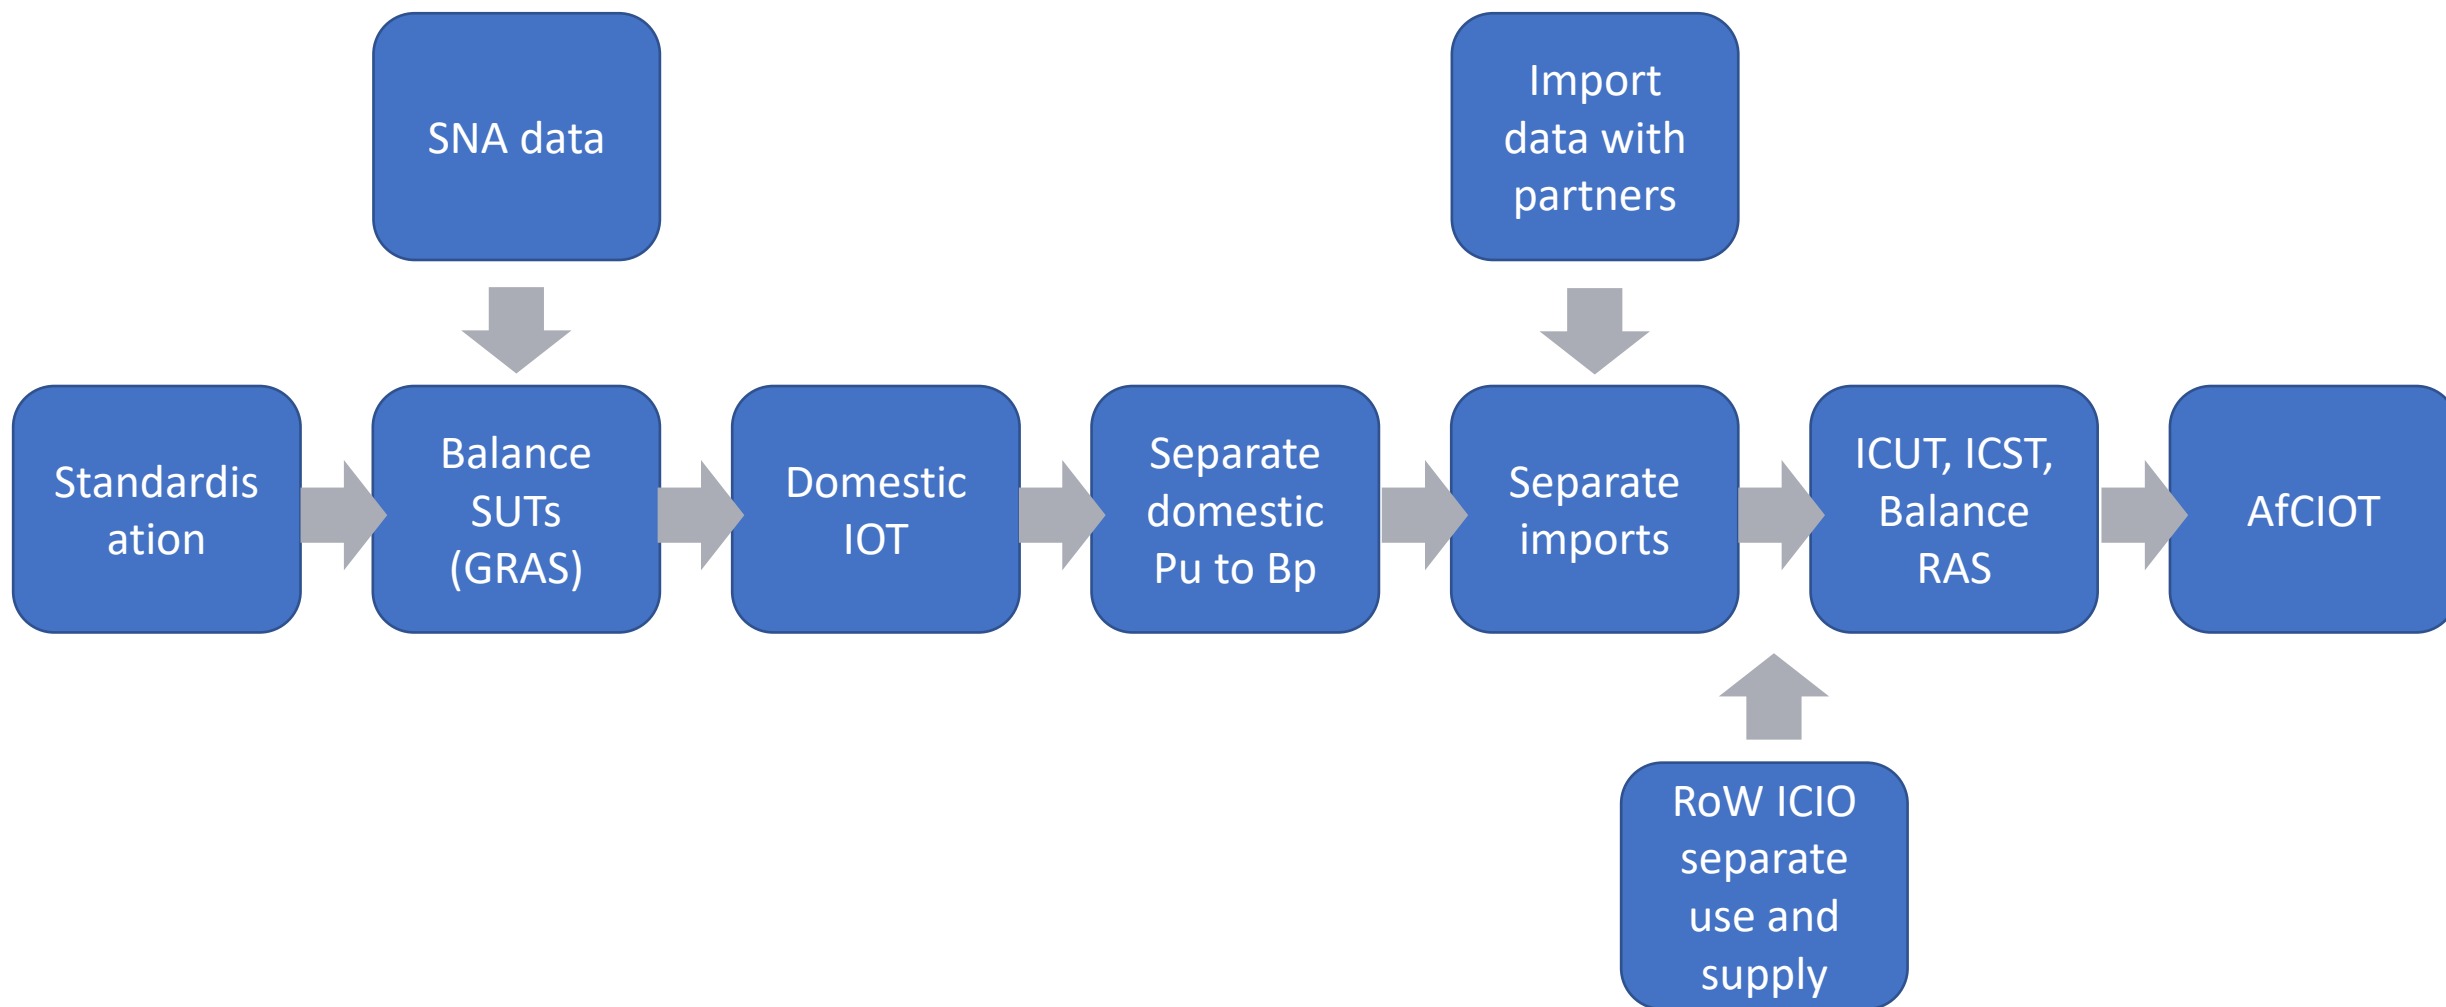 SNA data
Import
data with
partners
Standardis
ation
Balance
SUTs
(GRAS)
Domestic
IOT
Separate
domestic
Pu to Bp
Separate
imports
ICUT, ICST,
Balance
RAS
AfCIOT
RoW ICIO
separate
use and
supply